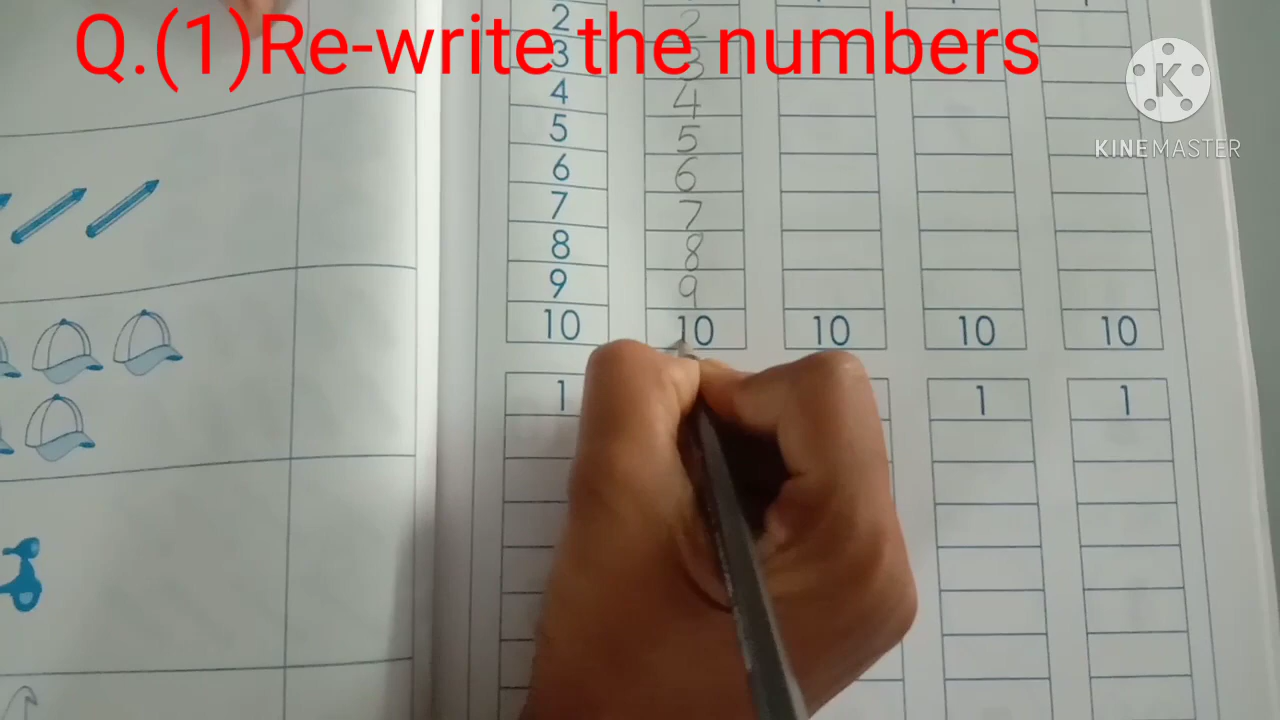 Q.(1)Re-write the numbers
KINEMASTER
2 2
3 3
4 4
5 5
6 6
7 7
8 8
9 9
10 10 10 10 10
1 1 1